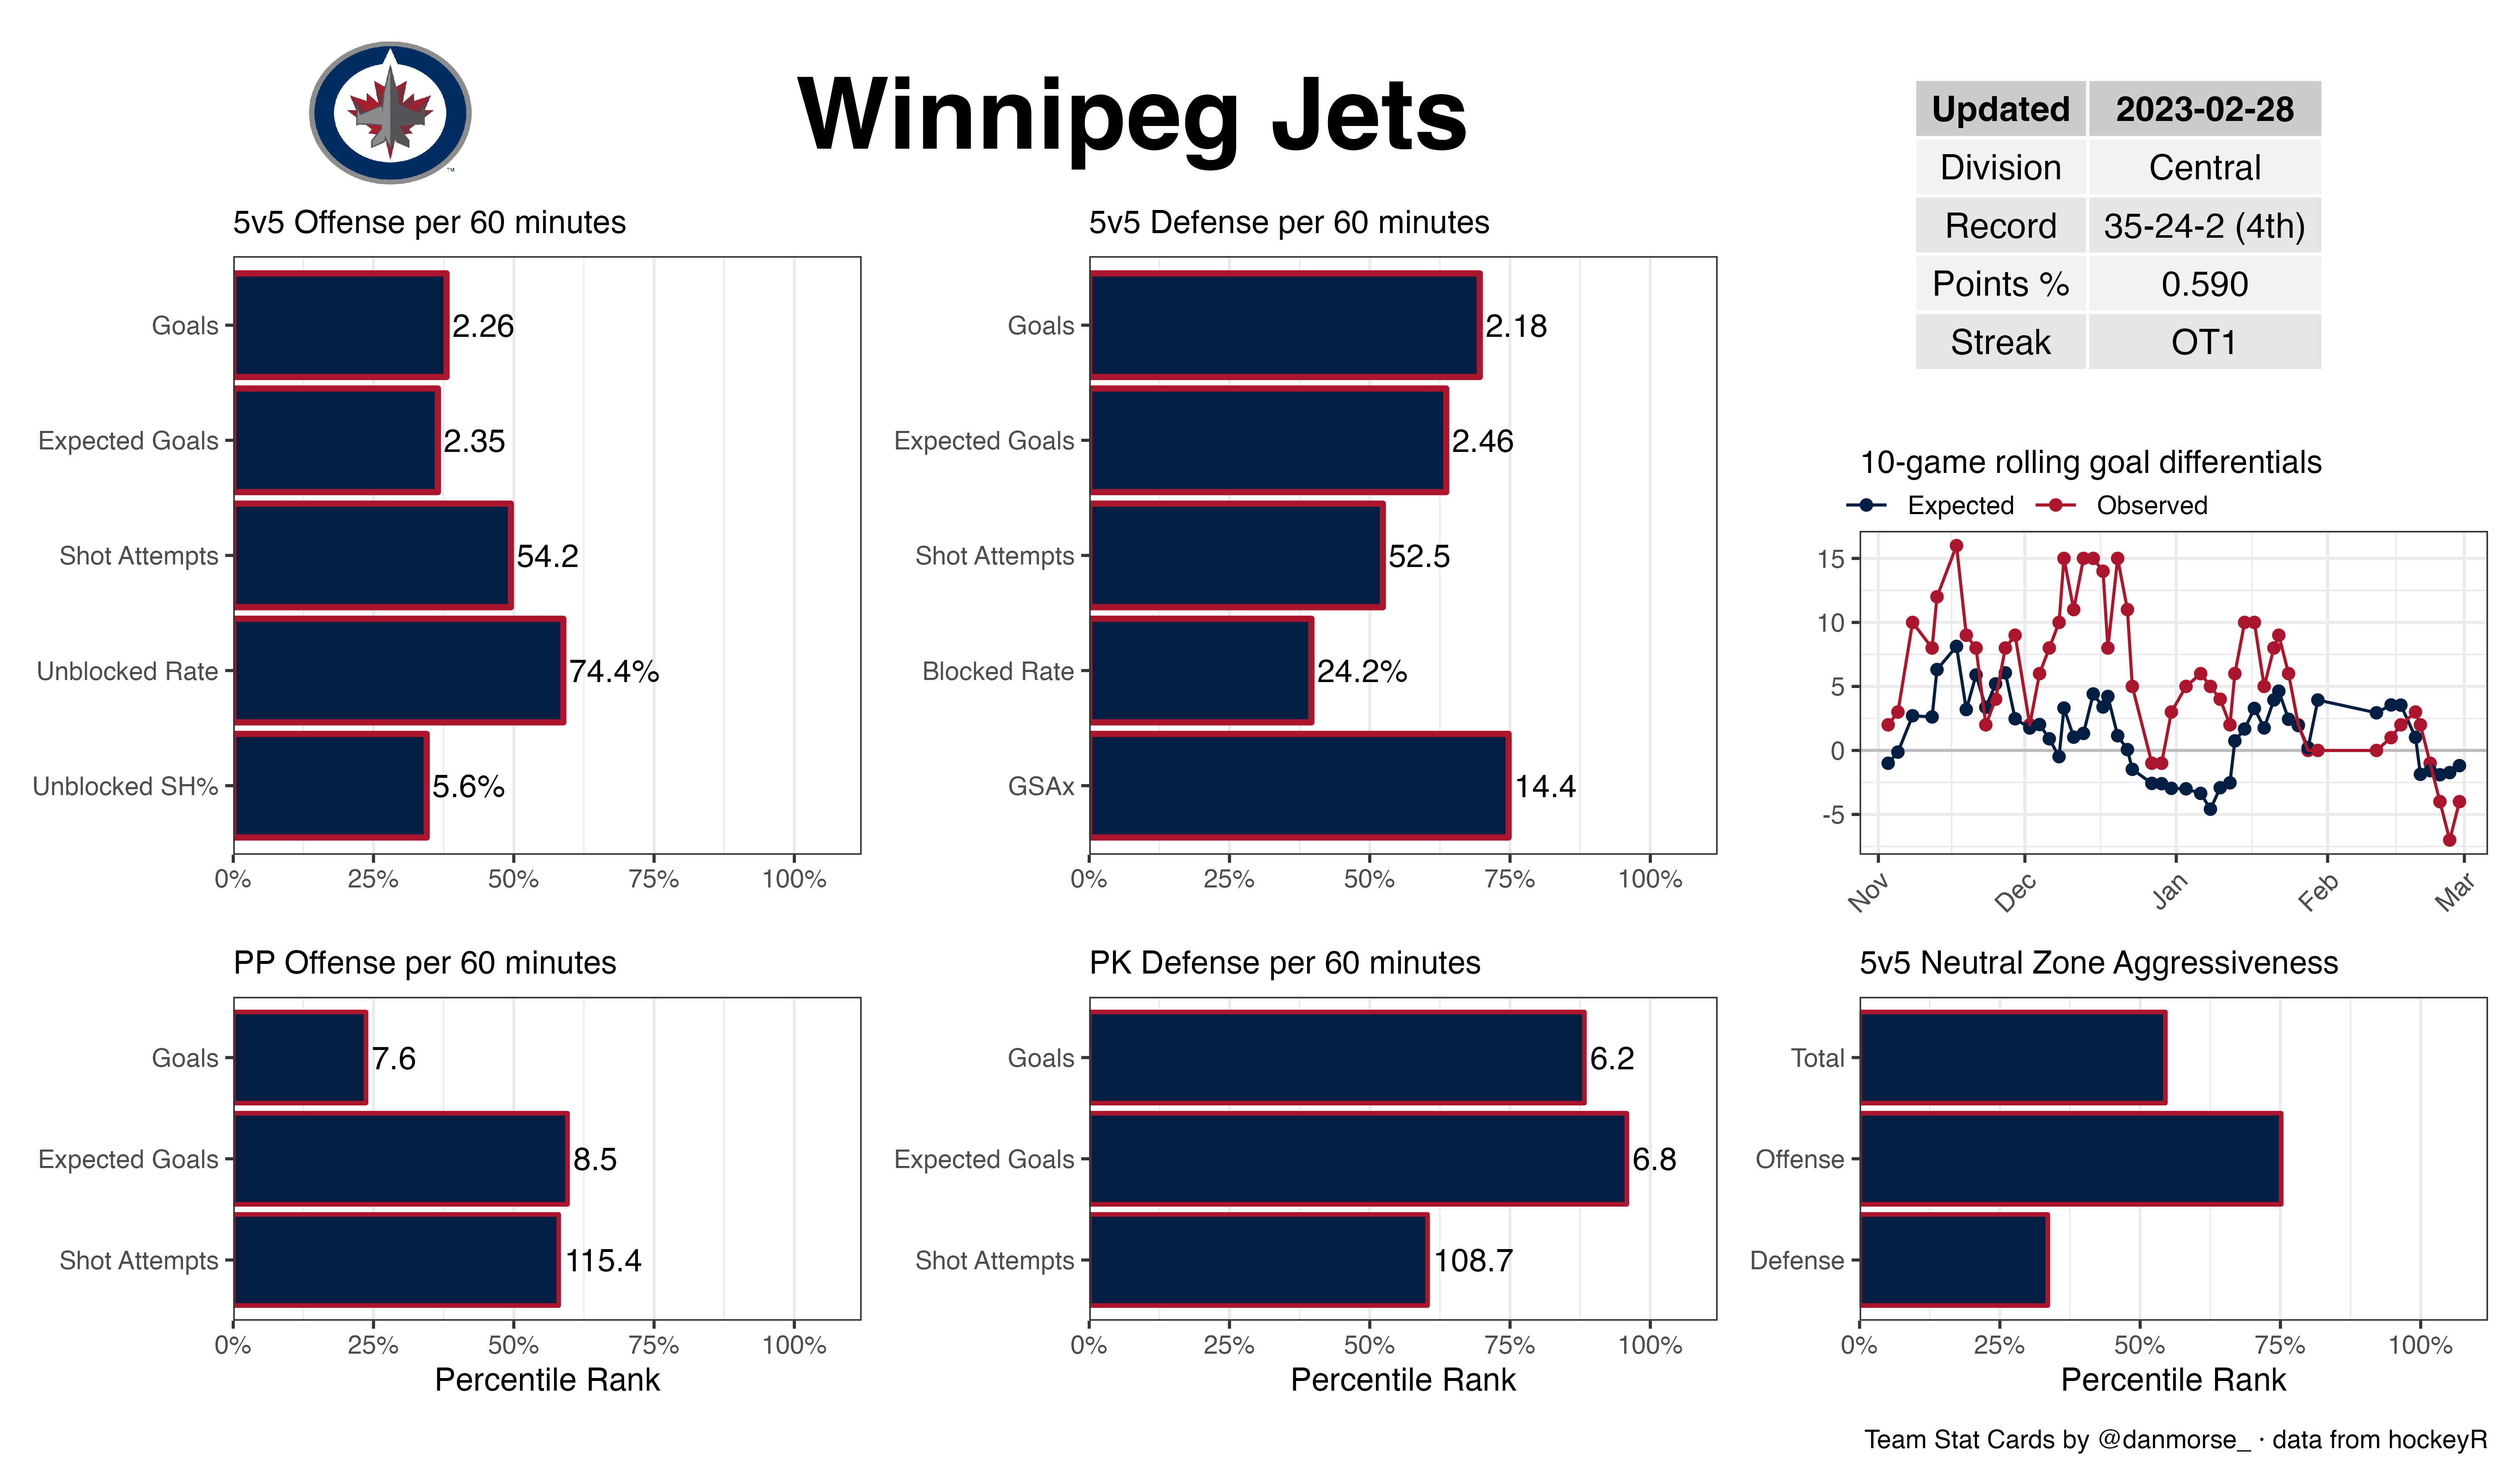 Winnipeg Jets
Updated 2023-02-28
Division Central
Record 35-24-2 (4th)
Points % 0.590
Streak OT1
TM
5v5 Offense per 60 minutes
Goals 2.26
Expected Goals 2.35
Shot Attempts 54.2
Unblocked Rate 74.4%
Unblocked SH% 5.6%
0% 25% 50% 75% 100%
5v5 Defense per 60 minutes
Goals 2.18
Expected Goals 2.46
Shot Attempts 52.5
Blocked Rate 24.2%
GSAx 14.4
0% 25% 50% 75% 100%
10-game rolling goal differentials
Expected Observed
15
10
5
0
-5
Nov Dec Jan Feb Mar
PP Offense per 60 minutes
Goals 7.6
Expected Goals 8.5
Shot Attempts 115.4
0% 25% 50% 75% 100%
Percentile Rank
PK Defense per 60 minutes
Goals 6.2
Expected Goals 6.8
Shot Attempts 108.7
0% 25% 50% 75% 100%
Percentile Rank
5v5 Neutral Zone Aggressiveness
Total
Offense
Defense
0% 25% 50% 75% 100%
Percentile Rank
Team Stat Cards by @danmorse_ · data from hockeyR